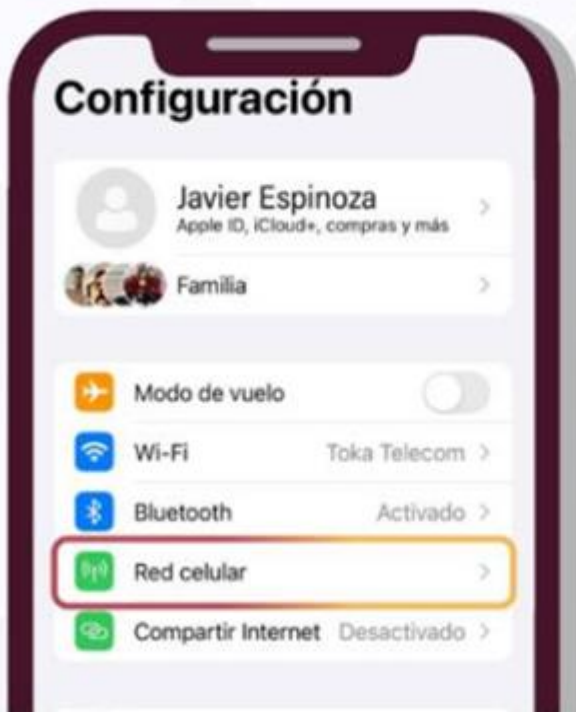 Configuración
Javier Espinoza
Apple ID, iCloud+, compras y más
Familia
Modo de vuelo
Wi-Fi Toka Telecom
Bluetooth Activado
Red celular
Compartir Internet Desactivado